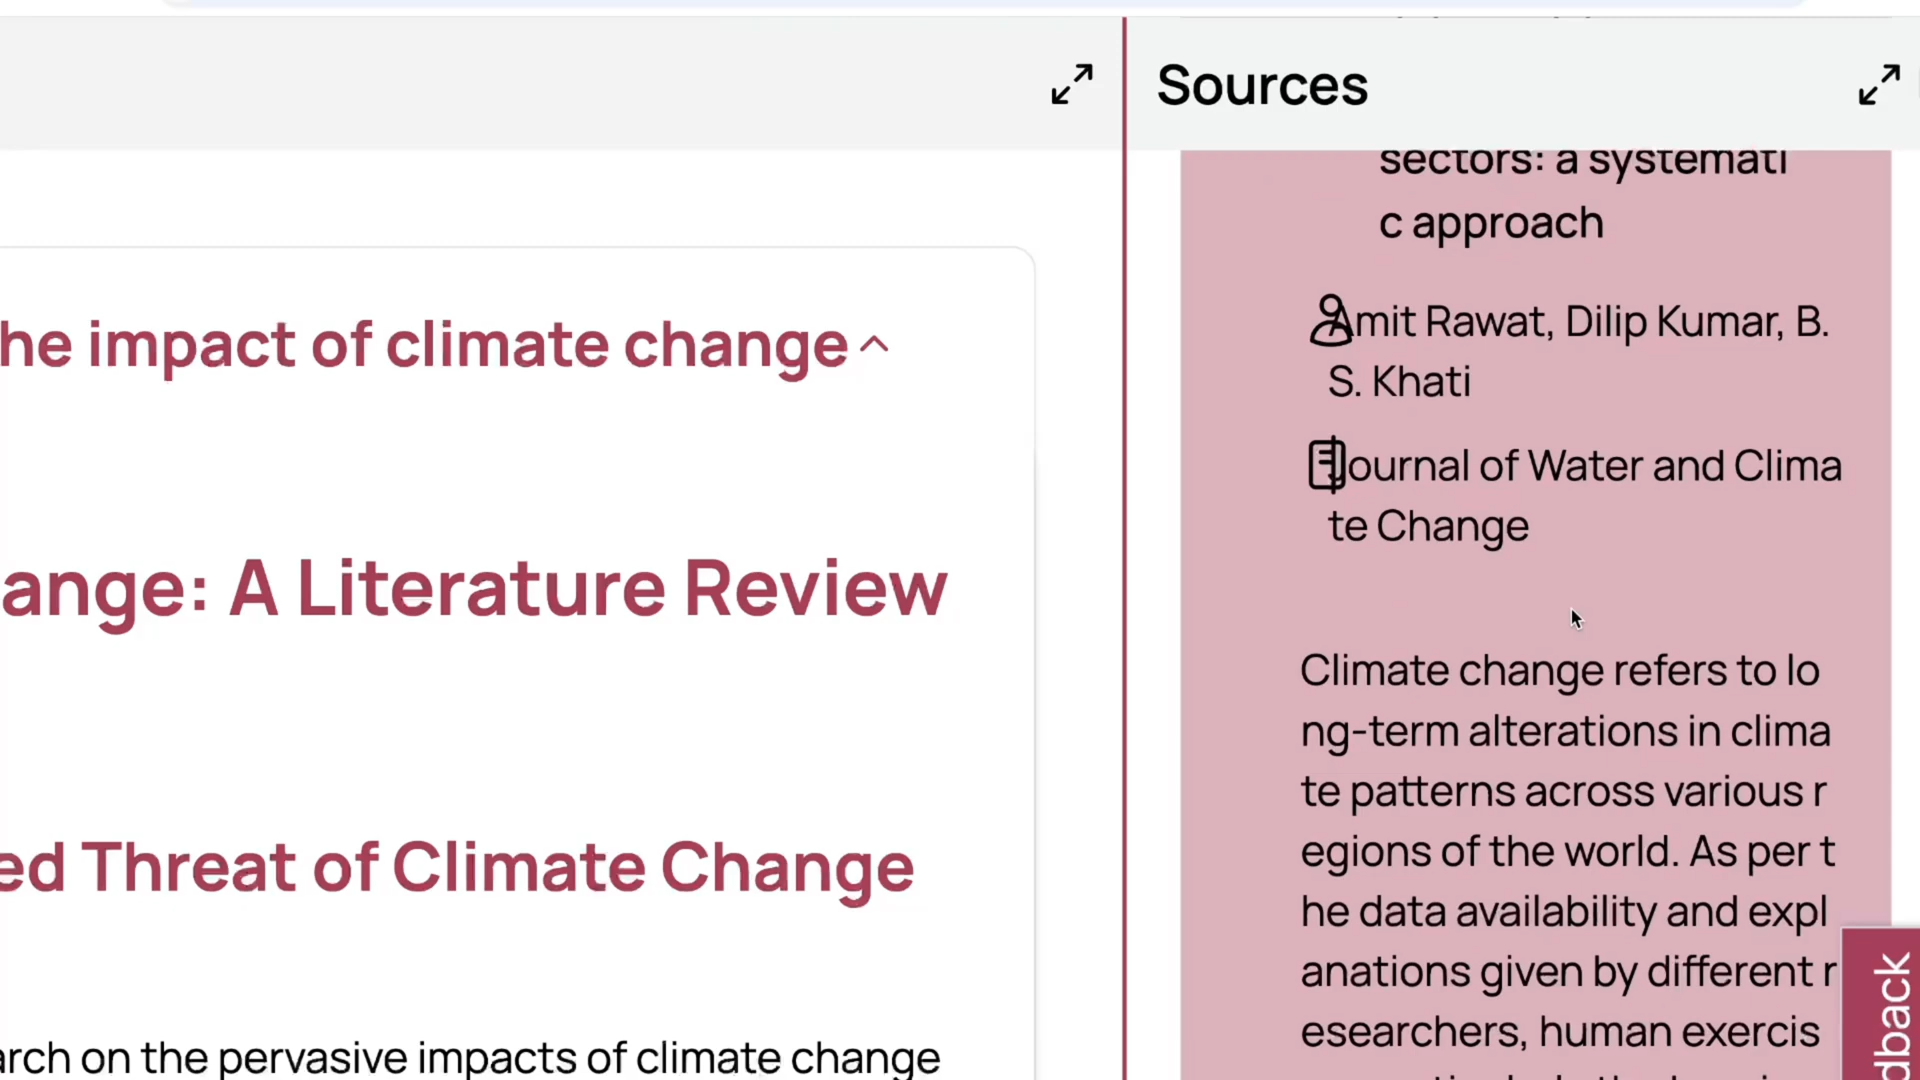 Sources
he impact of climate change
ange: A Literature Review
ed Threat of Climate Change
arch on the pervasive impacts of climate change
sectors: a systemati
c approach
Amit Rawat, Dilip Kumar, B.
S. Khati
Journal of Water and Clima
te Change
Climate change refers to lo
ng-term alterations in clima
te patterns across various r
egions of the world. As per t
he data availability and expl
anations given by different r
esearchers, human exercis
dback